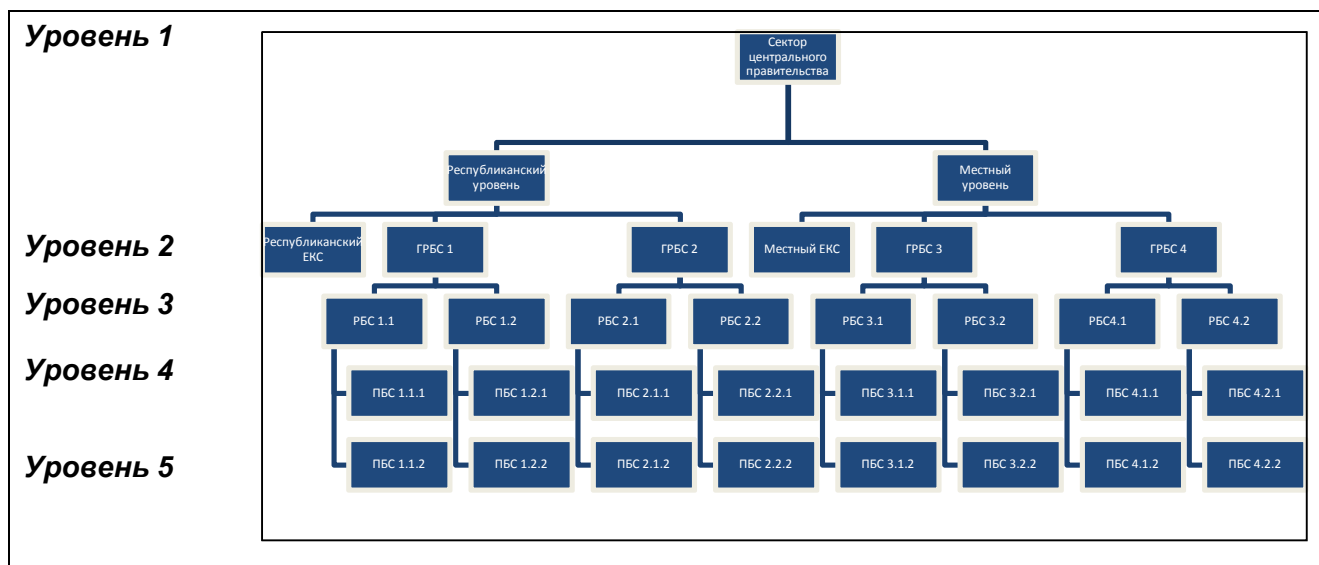 Уровень 1
Сектор
центрального
правительства
Республиканский
уровень
Местный
уровень
Уровень 2
Республиканский
ЕКС
ГРБС 1
ГРБС 2
Местный ЕКС
ГРБС 3
ГРБС 4
Уровень 3
РБС 1.1
РБС 1.2
РБС 2.1
РБС 2.2
РБС 3.1
РБС 3.2
РБС4.1
РБС 4.2
Уровень 4
ПБС 1.1.1
ПБС 1.2.1
ПБС 2.1.1
ПБС 2.2.1
ПБС 3.1.1
ПБС 3.2.1
ПБС 4.1.1
ПБС 4.2.1
Уровень 5
ПБС 1.1.2
ПБС 1.2.2
ПБС 2.1.2
ПБС 2.2.2
ПБС 3.1.2
ПБС 3.2.2
ПБС 4.1.2
ПБС 4.2.2